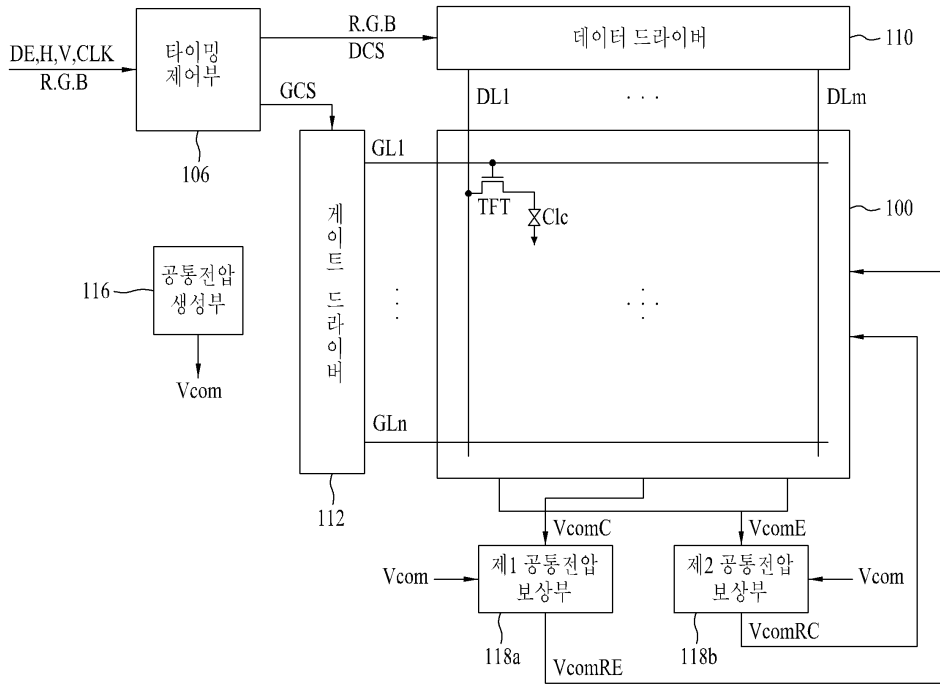 DE,H,V,CLK
R.G.B
타이밍
제어부
106
R.G.B
DCS
GCS
데이터 드라이버
110
DL1
. . .
DLm
GL1
TFT
Clc
100
게이트 드라이버
공통전압
생성부
116
Vcom
GLn
112
VcomC
VcomE
Vcom
제1 공통전압
보상부
제2 공통전압
보상부
Vcom
118a
VcomRE
118b
VcomRC